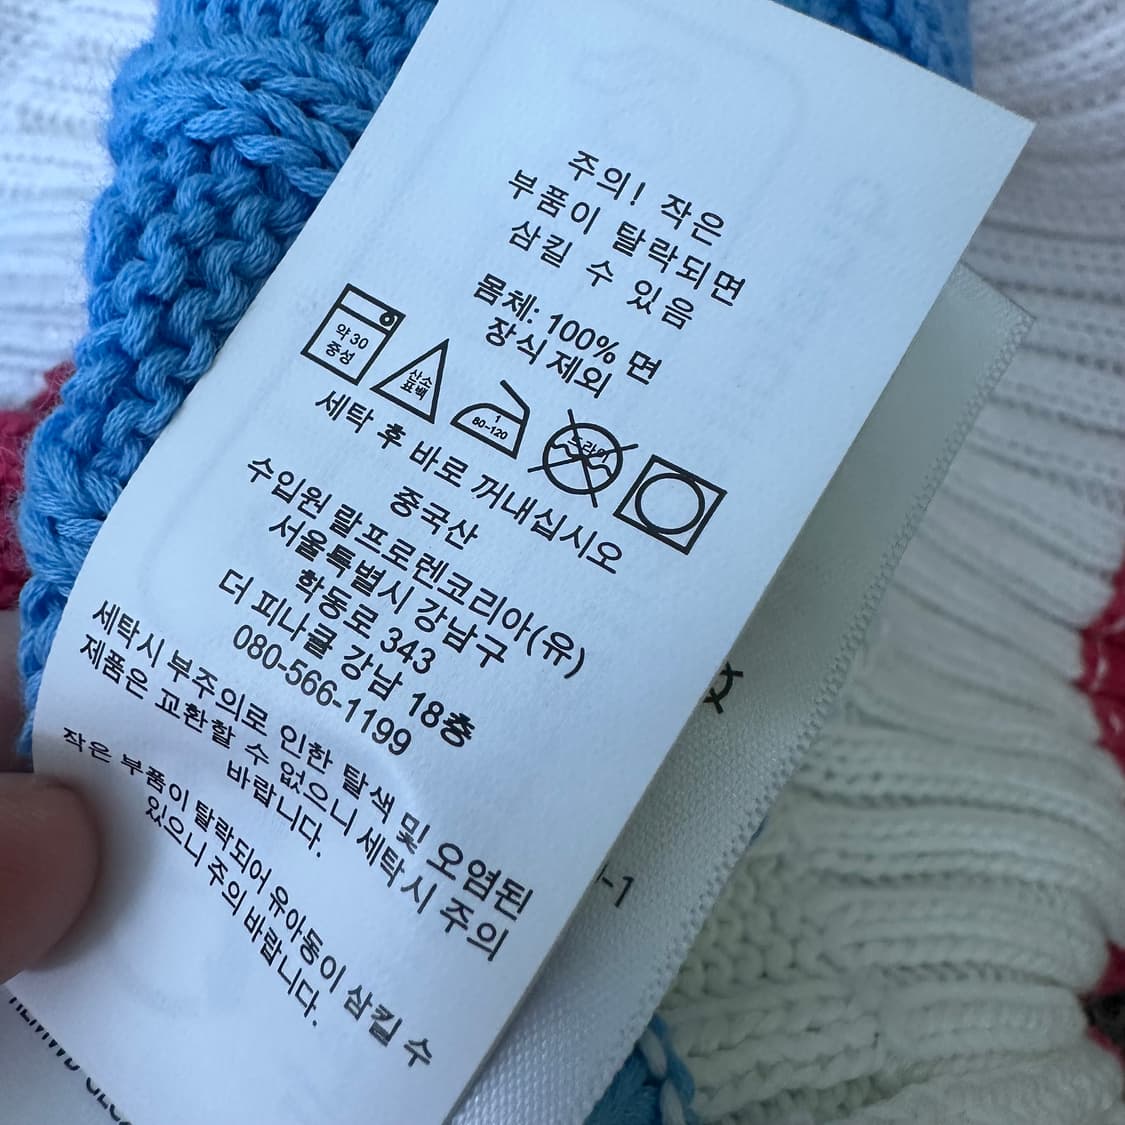 주의! 작은
부품이 탈락되면
삼킬 수 있음
몸체: 100% 면
장식 제외
약 30
중성
산소
표백
1
80-120
드라이
세탁 후 바로 꺼내십시오
중국산
수입원 랄프로렌코리아(유)
서울특별시 강남구
학동로 343
더 피나클 강남 18층
080-566-1199
세탁시 부주의로 인한 탈색 및 오염된
제품은 교환할 수 없으니 세탁시 주의
바랍니다.
작은 부품이 탈락되어 유아동이 삼킬 수
있으니 주의 바랍니다.
-1